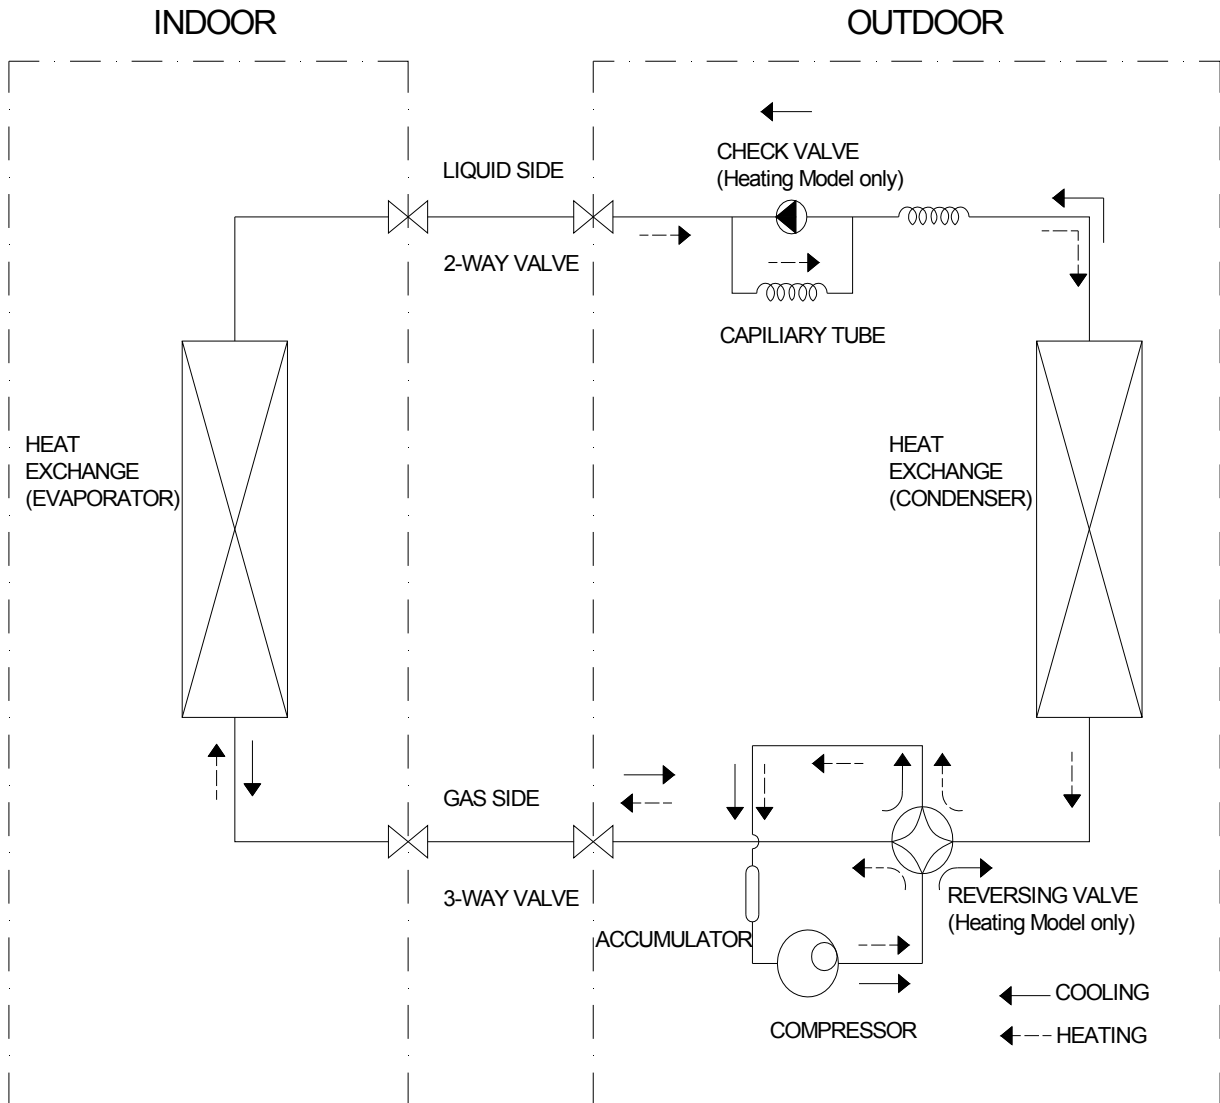 INDOOR
OUTDOOR
CHECK VALVE
(Heating Model only)
LIQUID SIDE
2-WAY VALVE
CAPILIARY TUBE
HEAT
EXCHANGE
(EVAPORATOR)
HEAT
EXCHANGE
(CONDENSER)
GAS SIDE
3-WAY VALVE
REVERSING VALVE
(Heating Model only)
ACCUMULATOR
COMPRESSOR
COOLING
HEATING